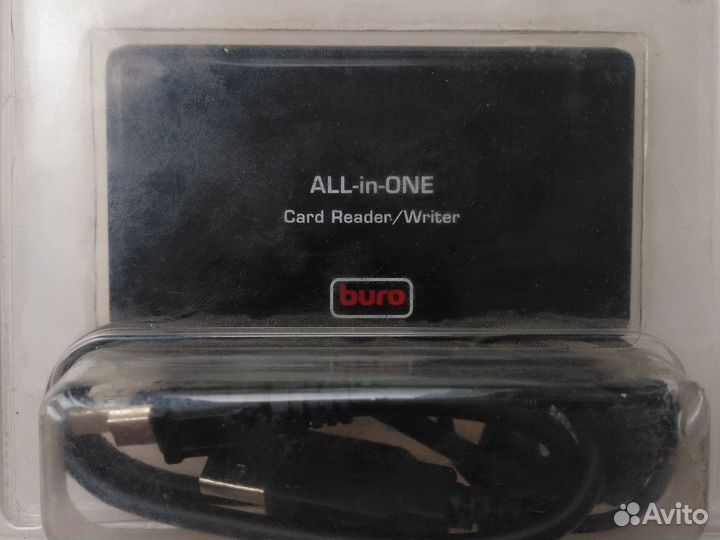 ALL-in-ONE
Card Reader/Writer
buro
Avito